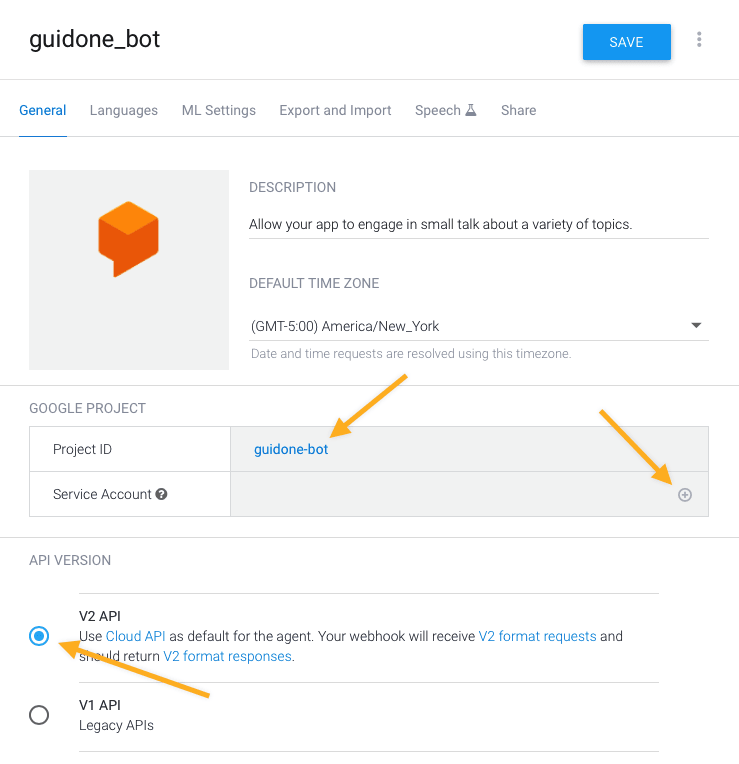 guidone_bot
SAVE
General Languages ML Settings Export and Import Speech Share
DESCRIPTION
Allow your app to engage in small talk about a variety of topics.
DEFAULT TIME ZONE
(GMT-5:00) America/New_York
Date and time requests are resolved using this timezone.
GOOGLE PROJECT
Project ID guidone-bot
Service Account ?
API VERSION
V2 API
Use Cloud API as default for the agent. Your webhook will receive V2 format requests and
should return V2 format responses.
V1 API
Legacy APIs